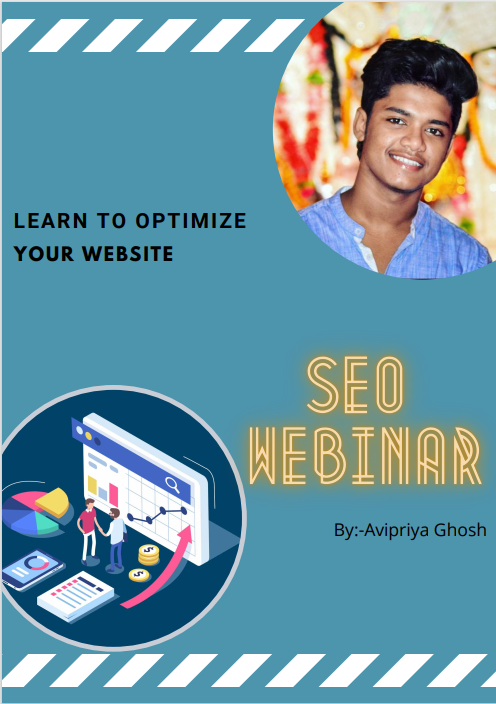 LEARN TO OPTIMIZE
YOUR WEBSITE
SEO
WEBINAR
By:-Avipriya Ghosh